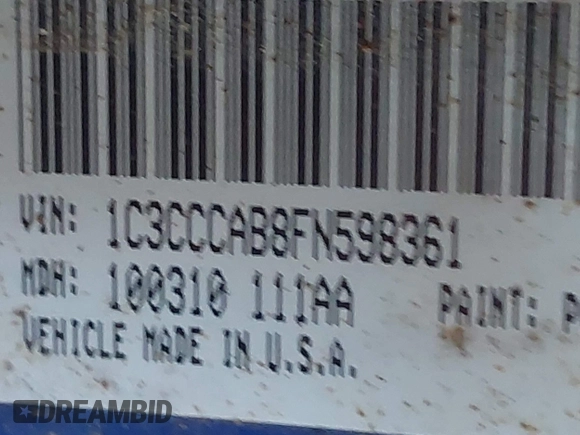 VIN: 1C3CCCAB8FN598361
MDH: 100310 111AA PAINT: P
VEHICLE MADE IN U.S.A.
DREAMBID